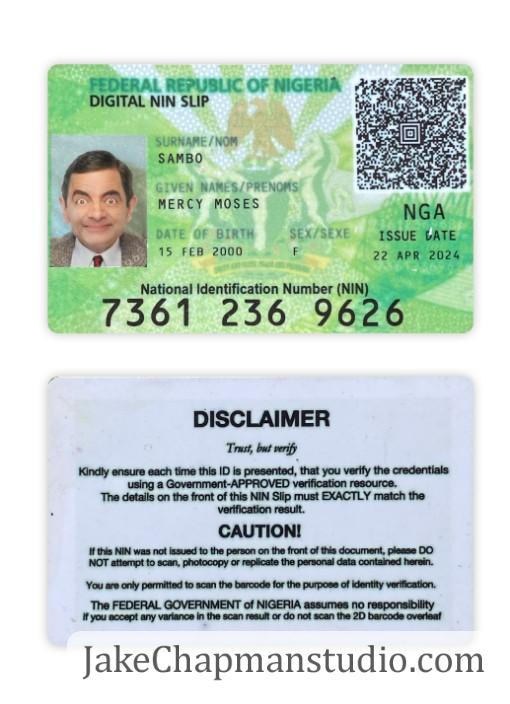 FEDERAL REPUBLIC OF NIGERIA
DIGITAL NIN SLIP
SURNAME/NOM
SAMBO
GIVEN NAMES/PRENOMS
MERCY MOSES
DATE OF BIRTH SEX/SEXE
15 FEB 2000 F
NGA
ISSUE DATE
22 APR 2024
National Identification Number (NIN)
7361 236 9626
DISCLAIMER
Trust, but verify
Kindly ensure each time this ID is presented, that you verify the credentials
using a Government-APPROVED verification resource.
The details on the front of this NIN Slip must EXACTLY match the
verification result.
CAUTION!
If this NIN was not issued to the person on the front of this document, please DO
NOT attempt to scan, photocopy or replicate the personal data contained herein.
You are only permitted to scan the barcode for the purpose of identity verification.
The FEDERAL GOVERNMENT of NIGERIA assumes no responsibility
if you accept any variance in the scan result or do not scan the 2D barcode overleaf
JakeChapmanstudio.com